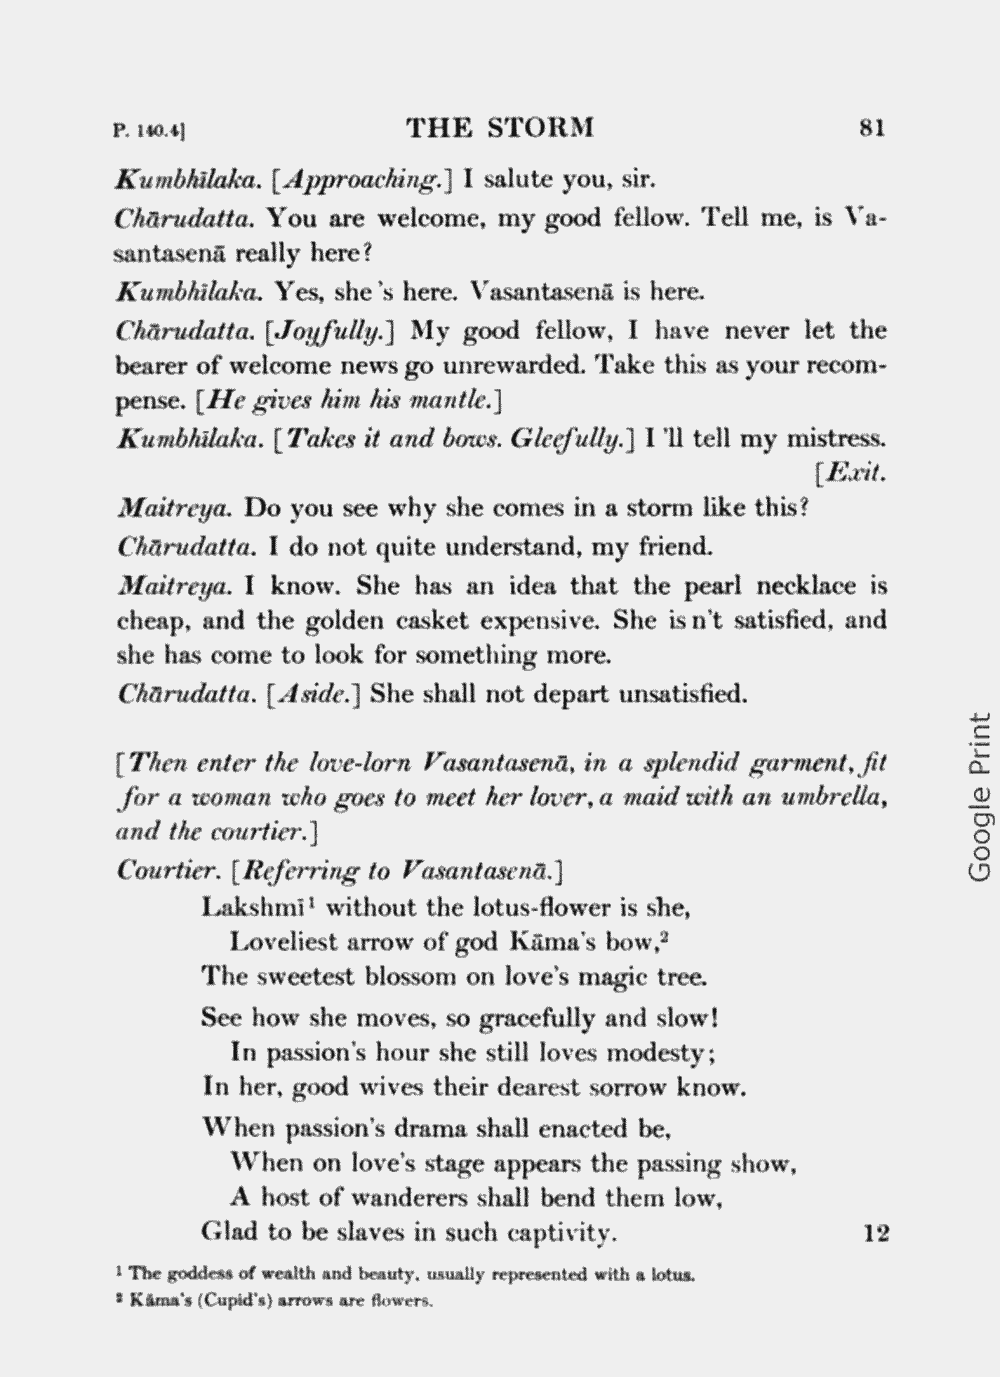 P. 140.4] THE STORM 81
Kumbhīlaka. [Approaching.] I salute you, sir.
Chārudatta. You are welcome, my good fellow. Tell me, is Va-
santasenā really here?
Kumbhīlaka. Yes, she's here. Vasantasenā is here.
Chārudatta. [Joyfully.] My good fellow, I have never let the
bearer of welcome news go unrewarded. Take this as your recom-
pense. [He gives him his mantle.]
Kumbhīlaka. [Takes it and bows. Gleefully.] I'll tell my mistress.
[Exit.
Maitreya. Do you see why she comes in a storm like this?
Chārudatta. I do not quite understand, my friend.
Maitreya. I know. She has an idea that the pearl necklace is
cheap, and the golden casket expensive. She isn't satisfied, and
she has come to look for something more.
Chārudatta. [Aside.] She shall not depart unsatisfied.
[Then enter the love-lorn Vasantasenā, in a splendid garment, fit
for a woman who goes to meet her lover, a maid with an umbrella,
and the courtier.]
Courtier. [Referring to Vasantasenā.]
Lakshmī¹ without the lotus-flower is she,
Loveliest arrow of god Kāma's bow,²
The sweetest blossom on love's magic tree.
See how she moves, so gracefully and slow!
In passion's hour she still loves modesty;
In her, good wives their dearest sorrow know.
When passion's drama shall enacted be,
When on love's stage appears the passing show,
A host of wanderers shall bend them low,
Glad to be slaves in such captivity. 12
¹ The goddess of wealth and beauty, usually represented with a lotus.
² Kāma's (Cupid's) arrows are flowers.
Google Print